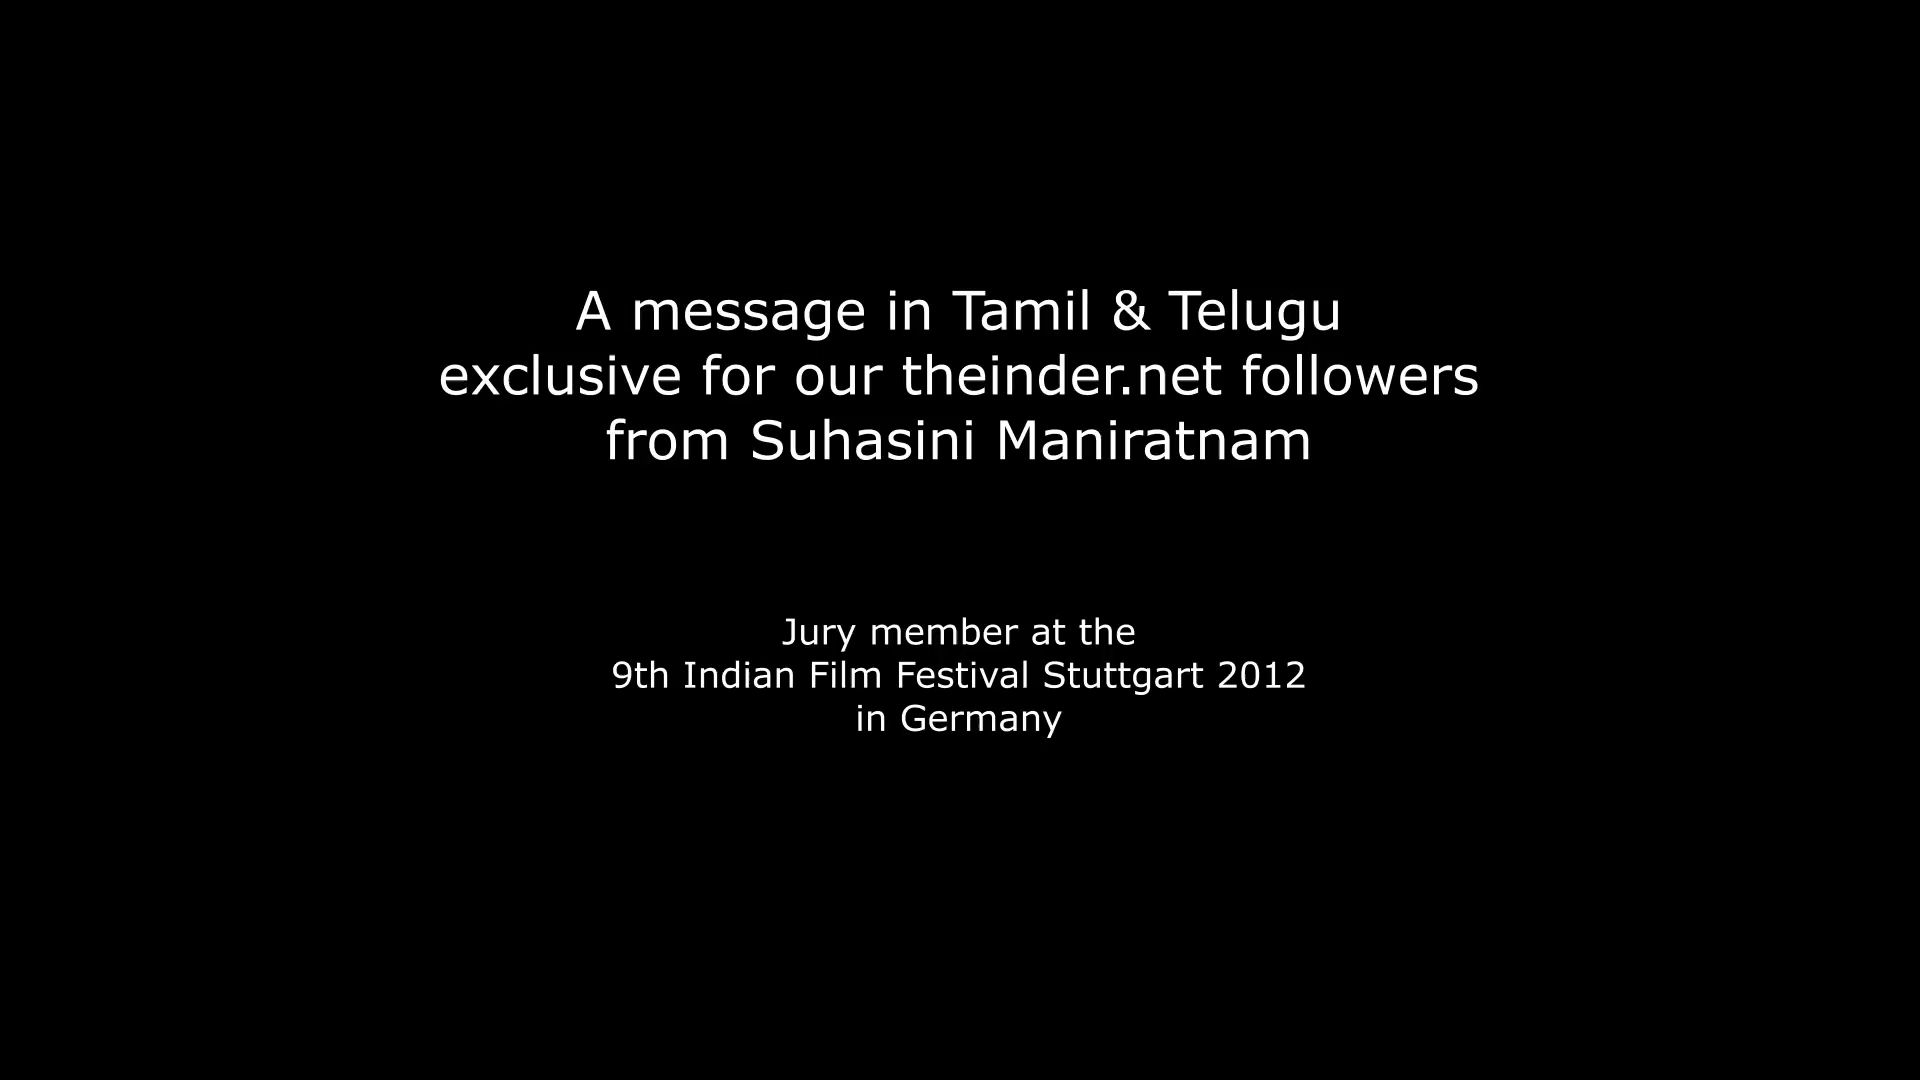 A message in Tamil & Telugu
exclusive for our theinder.net followers
from Suhasini Maniratnam
Jury member at the
9th Indian Film Festival Stuttgart 2012
in Germany